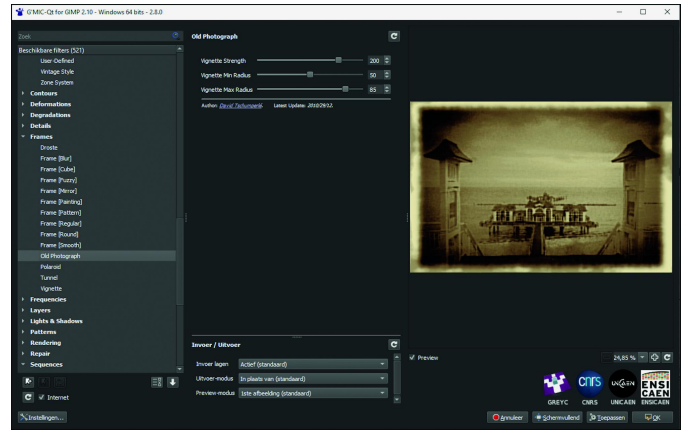 G'MIC-Qt for GIMP 2.10 - Windows 64 bits - 2.8.0
Zoek
Beschikbare filters (521)
User-Defined
Vintage Style
Zone System
Contours
Deformations
Degradations
Details
Frames
Droste
Frame [Blur]
Frame [Cube]
Frame [Fuzzy]
Frame [Mirror]
Frame [Painting]
Frame [Pattern]
Frame [Regular]
Frame [Round]
Frame [Smooth]
Old Photograph
Polaroid
Tunnel
Vignette
Frequencies
Layers
Lights & Shadows
Patterns
Rendering
Repair
Sequences
Internet
Instellingen...
Old Photograph
Vignette Strength 200
Vignette Min Radius 50
Vignette Max Radius 85
Author: David Tschumperlé. Latest Update: 2010/29/12.
Invoer / Uitvoer
Invoer lagen Actief (standaard)
Uitvoer-modus In plaats van (standaard)
Preview-modus 1ste afbeelding (standaard)
Preview
24,85 %
GREYC
cnrs
CNRS
UNICAEN
UNICAEN
ENSI
CAEN
ENSICAEN
Annuleer
Schermvullend
Toepassen
OK